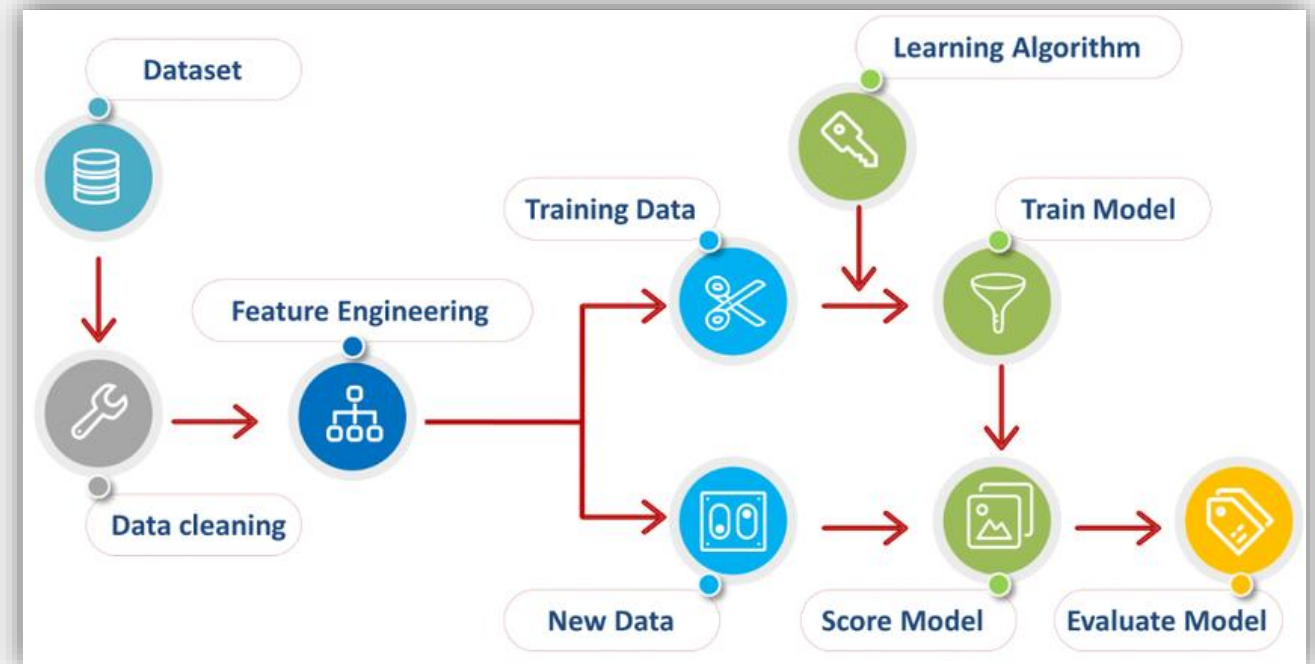 Dataset
Learning Algorithm
Training Data
Train Model
Feature Engineering
Data cleaning
New Data
Score Model
Evaluate Model